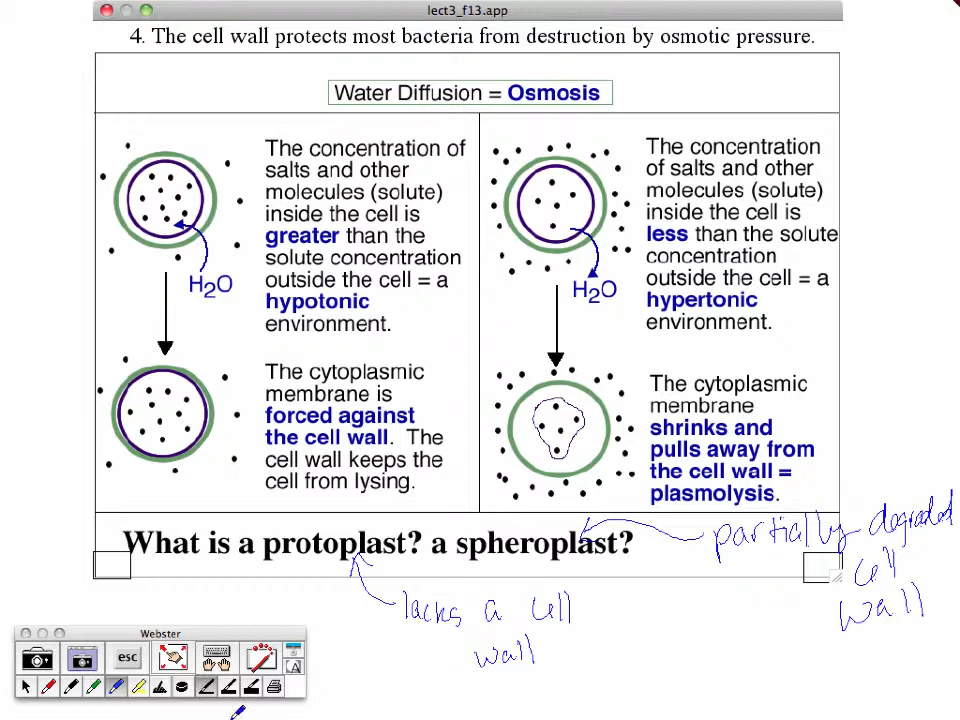 lect3_f13.app
4. The cell wall protects most bacteria from destruction by osmotic pressure.
Water Diffusion = Osmosis
The concentration of
salts and other
molecules (solute)
inside the cell is
greater than the
solute concentration
outside the cell = a
hypotonic
environment.
H2O
The cytoplasmic
membrane is
forced against
the cell wall. The
cell wall keeps the
cell from lysing.
The concentration
of salts and other
molecules (solute)
inside the cell is
less than the solute
concentration
outside the cell = a
hypertonic
environment.
H2O
The cytoplasmic
membrane
shrinks and
pulls away from
the cell wall =
plasmolysis.
What is a protoplast? a spheroplast?
partially degraded
cell
wall
lacks a cell
wall
Webster
esc
A